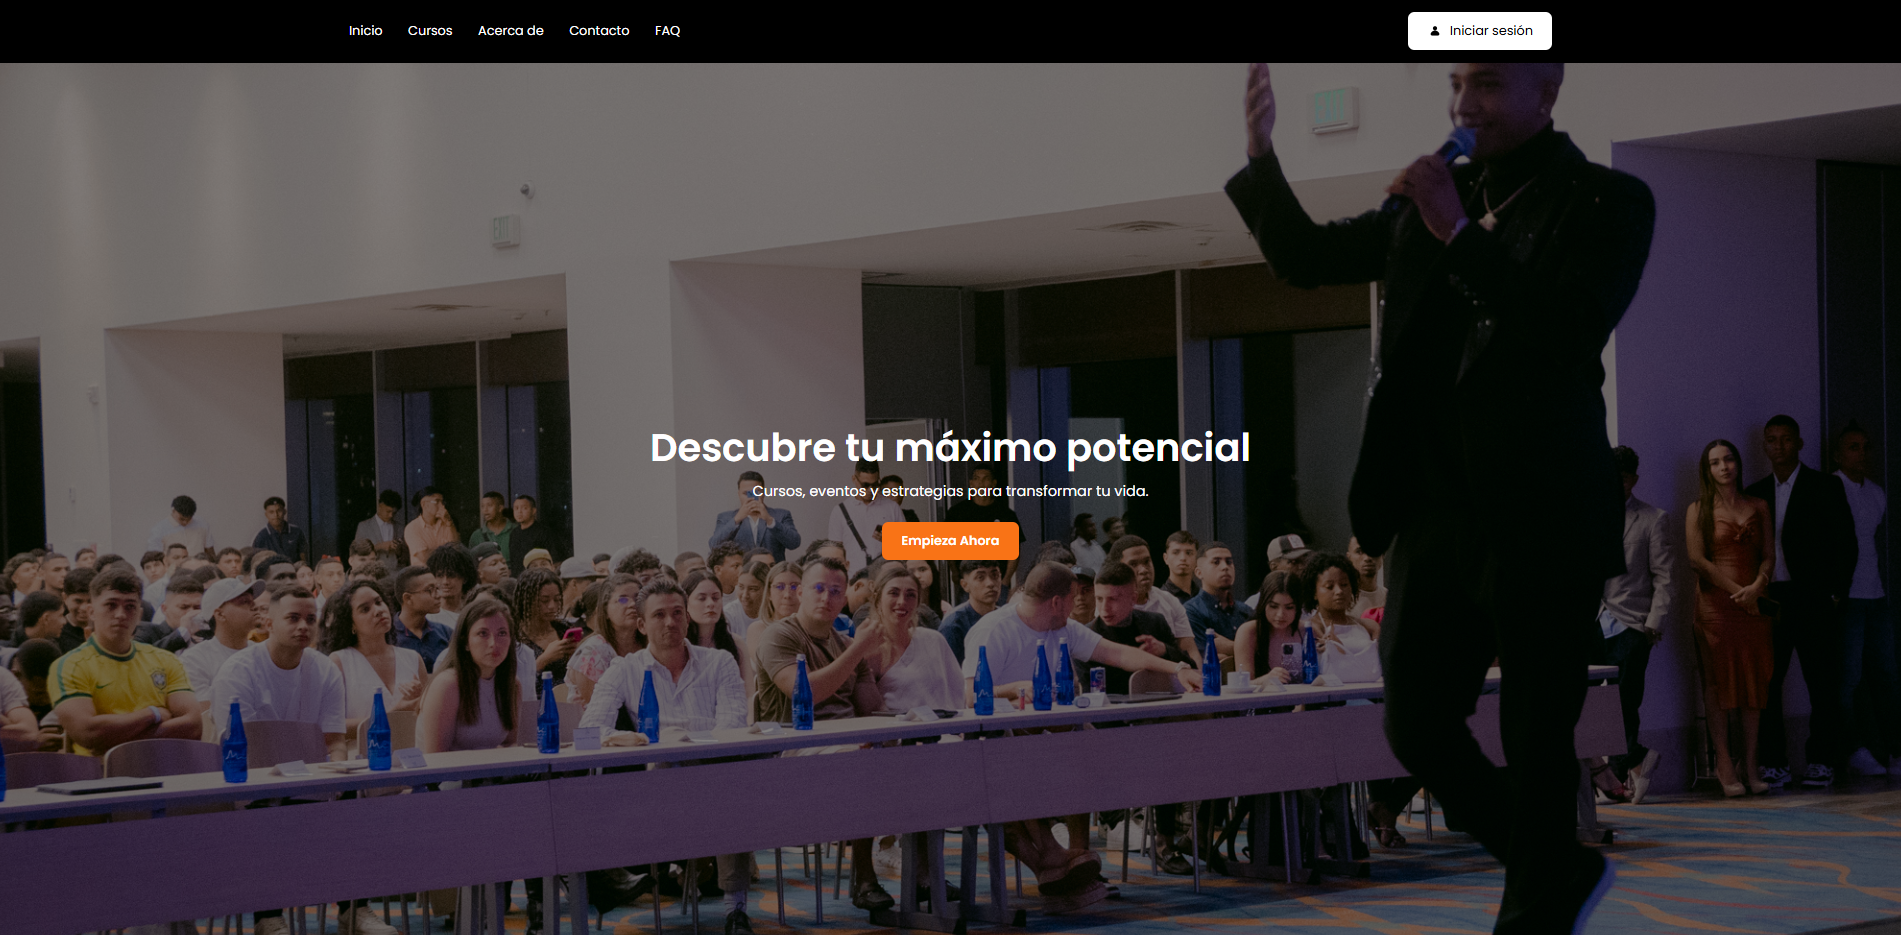 Inicio
Cursos
Acerca de
Contacto
FAQ
Iniciar sesión
Descubre tu máximo potencial
Cursos, eventos y estrategias para transformar tu vida.
Empieza Ahora